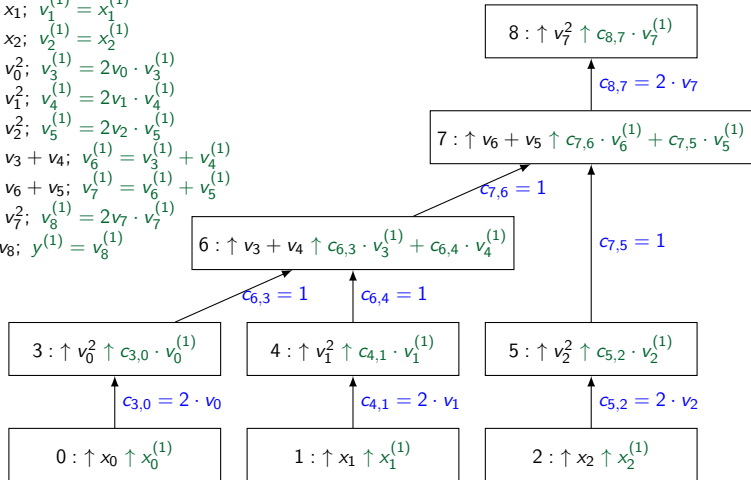 x₁; v₁⁽¹⁾ = x₁⁽¹⁾
x₂; v₂⁽¹⁾ = x₂⁽¹⁾
v₀²; v₃⁽¹⁾ = 2v₀ · v₃⁽¹⁾
v₁²; v₄⁽¹⁾ = 2v₁ · v₄⁽¹⁾
v₂²; v₅⁽¹⁾ = 2v₂ · v₅⁽¹⁾
v₃ + v₄; v₆⁽¹⁾ = v₃⁽¹⁾ + v₄⁽¹⁾
v₆ + v₅; v₇⁽¹⁾ = v₆⁽¹⁾ + v₅⁽¹⁾
v₇²; v₈⁽¹⁾ = 2v₇ · v₇⁽¹⁾
v₈; y⁽¹⁾ = v₈⁽¹⁾
8 : ↑ v₇² ↑ c₈,₇ · v₇⁽¹⁾
c₈,₇ = 2 · v₇
7 : ↑ v₆ + v₅ ↑ c₇,₆ · v₆⁽¹⁾ + c₇,₅ · v₅⁽¹⁾
c₇,₆ = 1
c₇,₅ = 1
6 : ↑ v₃ + v₄ ↑ c₆,₃ · v₃⁽¹⁾ + c₆,₄ · v₄⁽¹⁾
c₆,₃ = 1
c₆,₄ = 1
3 : ↑ v₀² ↑ c₃,₀ · v₀⁽¹⁾
4 : ↑ v₁² ↑ c₄,₁ · v₁⁽¹⁾
5 : ↑ v₂² ↑ c₅,₂ · v₂⁽¹⁾
c₃,₀ = 2 · v₀
c₄,₁ = 2 · v₁
c₅,₂ = 2 · v₂
0 : ↑ x₀ ↑ x₀⁽¹⁾
1 : ↑ x₁ ↑ x₁⁽¹⁾
2 : ↑ x₂ ↑ x₂⁽¹⁾